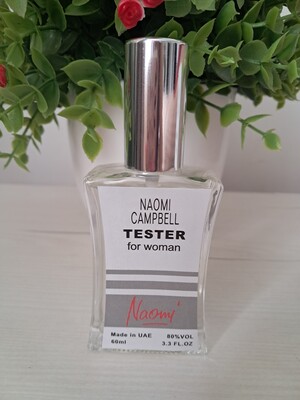 NAOMI
CAMPBELL
TESTER
for woman
Naomi
Made in UAE 80%VOL
60ml 3.3 FL.OZ